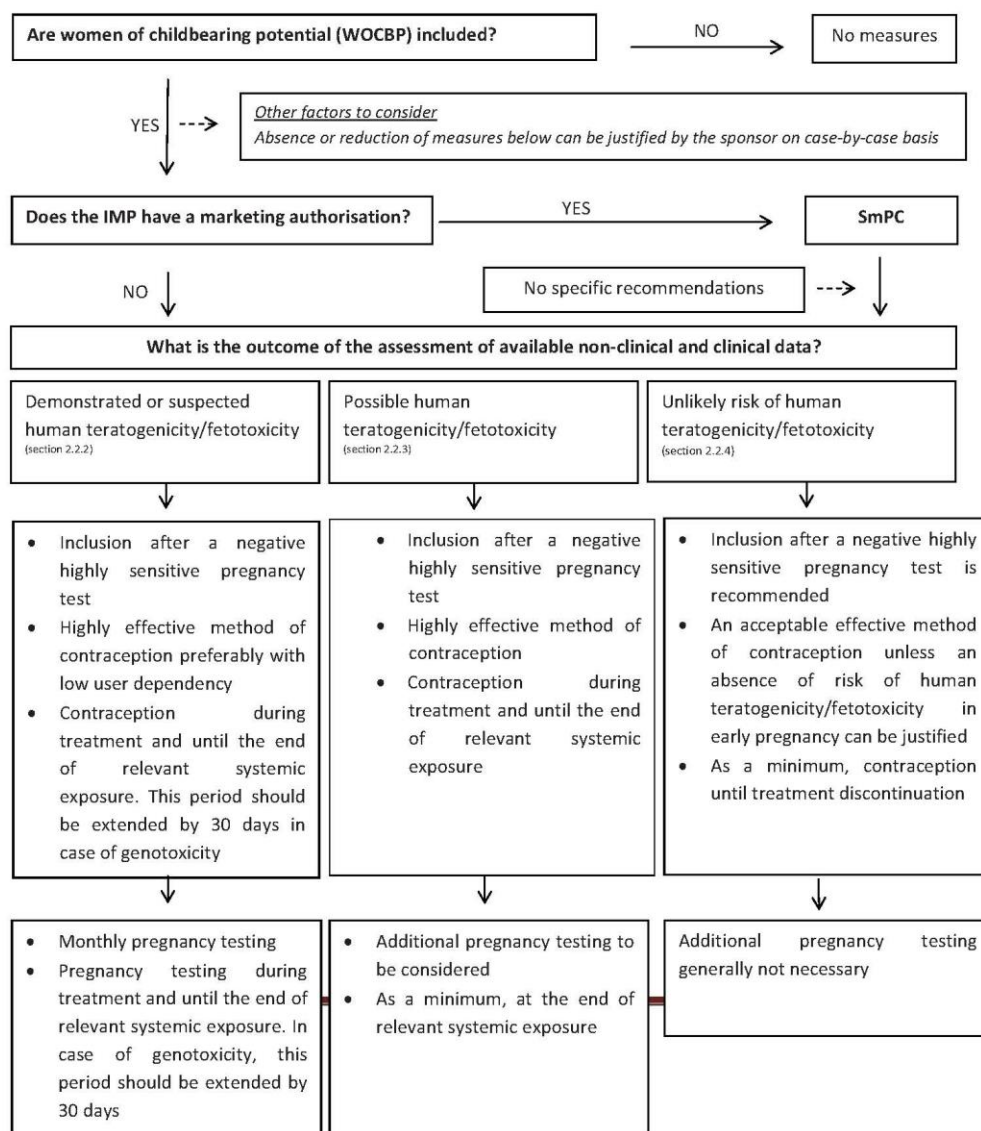 Are women of childbearing potential (WOCBP) included?
NO
No measures
YES
Other factors to consider
Absence or reduction of measures below can be justified by the sponsor on case-by-case basis
Does the IMP have a marketing authorisation?
YES
SmPC
NO
No specific recommendations
What is the outcome of the assessment of available non-clinical and clinical data?
Demonstrated or suspected
human teratogenicity/fetotoxicity
(section 2.2.2)
Possible human
teratogenicity/fetotoxicity
(section 2.2.3)
Unlikely risk of human
teratogenicity/fetotoxicity
(section 2.2.4)
• Inclusion after a negative
highly sensitive pregnancy
test
• Highly effective method of
contraception preferably with
low user dependency
• Contraception during
treatment and until the end
of relevant systemic
exposure. This period should
be extended by 30 days in
case of genotoxicity
• Inclusion after a negative
highly sensitive pregnancy
test
• Highly effective method of
contraception
• Contraception during
treatment and until the end
of relevant systemic
exposure
• Inclusion after a negative highly
sensitive pregnancy test is
recommended
• An acceptable effective method
of contraception unless an
absence of risk of human
teratogenicity/fetotoxicity in
early pregnancy can be justified
• As a minimum, contraception
until treatment discontinuation
• Monthly pregnancy testing
• Pregnancy testing during
treatment and until the end of
relevant systemic exposure. In
case of genotoxicity, this
period should be extended by
30 days
• Additional pregnancy testing to
be considered
• As a minimum, at the end of
relevant systemic exposure
Additional pregnancy testing
generally not necessary